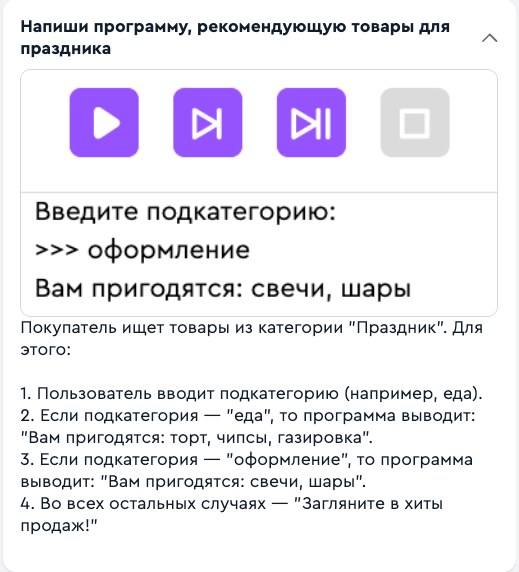 Напиши программу, рекомендующую товары для
праздника
Введите подкатегорию:
>>> оформление
Вам пригодятся: свечи, шары
Покупатель ищет товары из категории "Праздник". Для
этого:
1. Пользователь вводит подкатегорию (например, еда).
2. Если подкатегория — "еда", то программа выводит:
"Вам пригодятся: торт, чипсы, газировка".
3. Если подкатегория — "оформление", то программа
выводит: "Вам пригодятся: свечи, шары".
4. Во всех остальных случаях — "Загляните в хиты
продаж!"